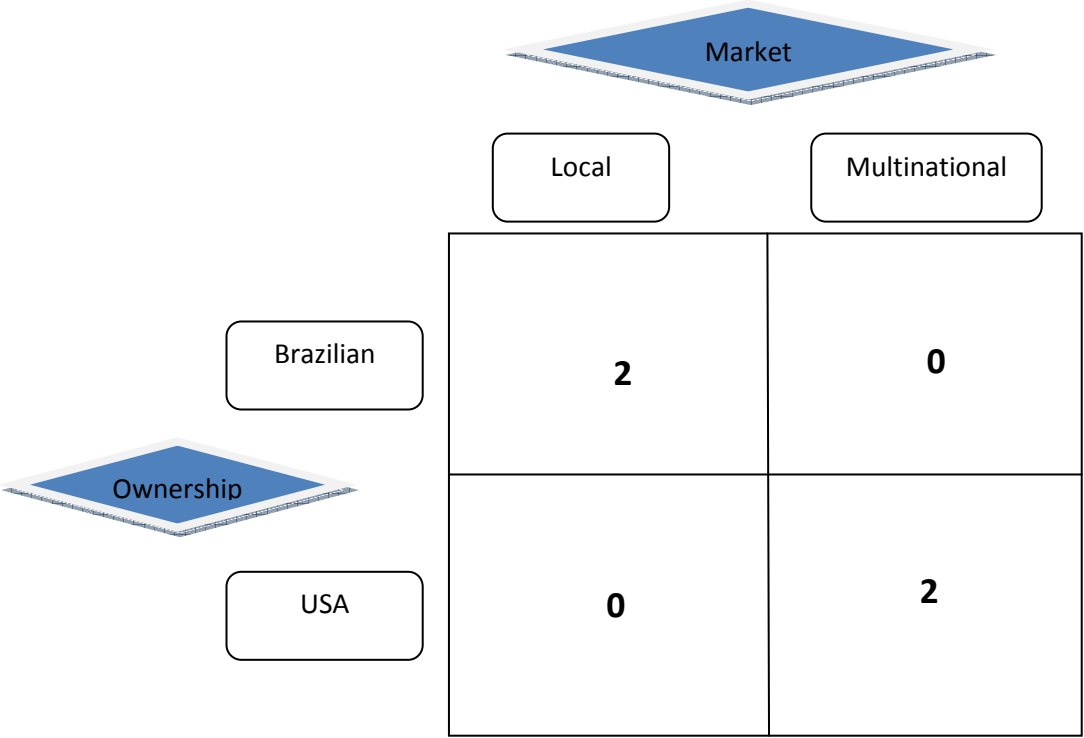 Market
Local
Multinational
Brazilian
2
0
Ownership
USA
0
2